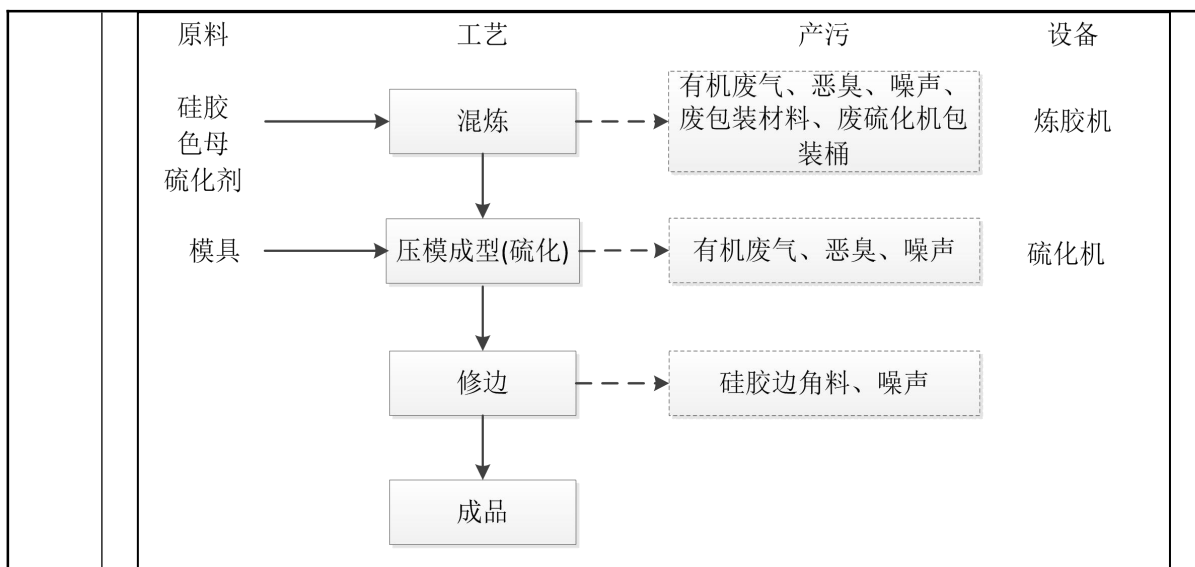 原料 工艺 产污 设备
硅胶
色母
硫化剂
混炼
有机废气、恶臭、噪声、
废包装材料、废硫化机包
装桶
炼胶机
模具
压模成型(硫化)
有机废气、恶臭、噪声
硫化机
修边
硅胶边角料、噪声
成品